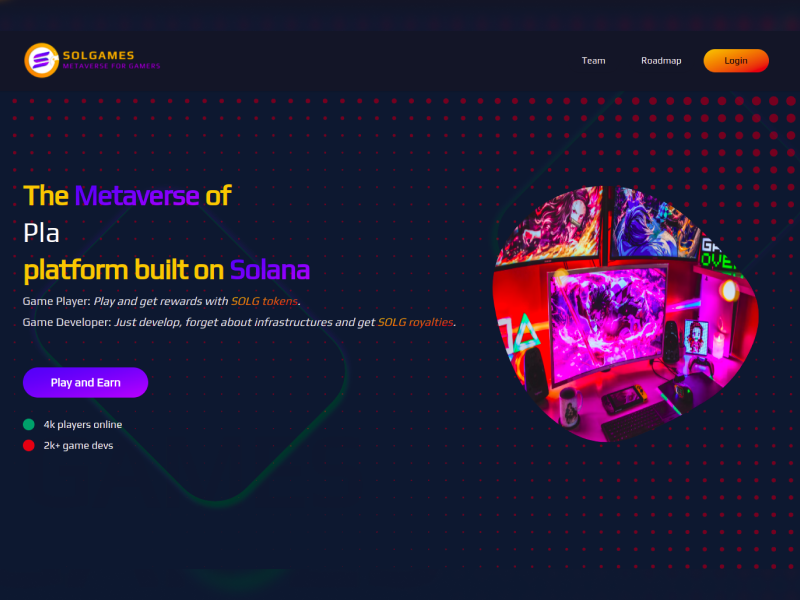 SOLGAMES
METAVERSE FOR GAMERS
Team
Roadmap
Login
The Metaverse of
Pla
platform built on Solana
Game Player: Play and get rewards with SOLG tokens.
Game Developer: Just develop, forget about infrastructures and get SOLG royalties.
Play and Earn
4k players online
2k+ game devs
GA
OVE